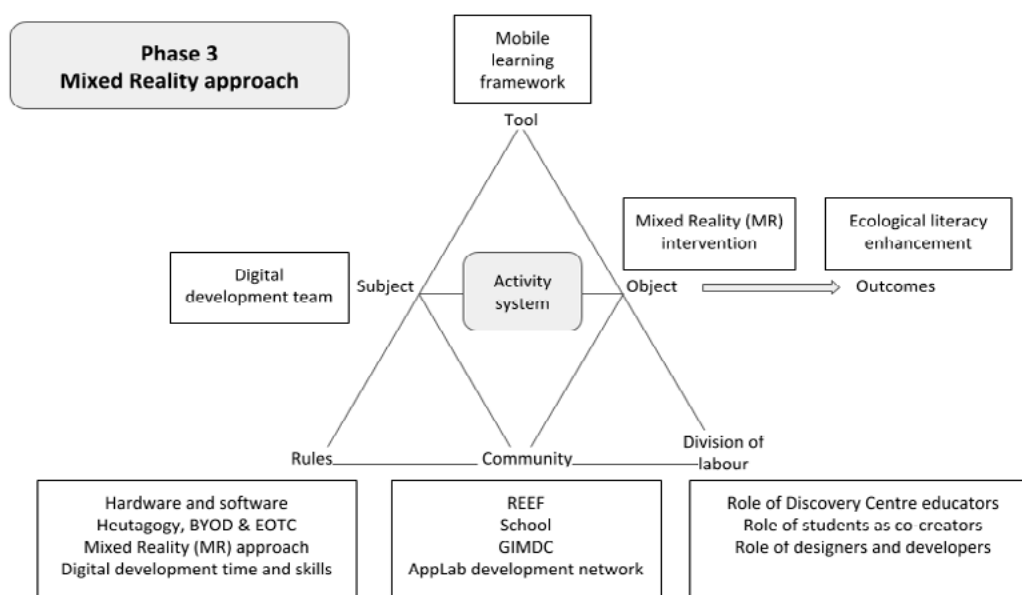 Phase 3
Mixed Reality approach
Mobile
learning
framework
Tool
Mixed Reality (MR)
intervention
Ecological literacy
enhancement
Digital
development team
Subject
Activity
system
Object
Outcomes
Rules
Community
Division of
labour
Hardware and software
Heutagogy, BYOD & EOTC
Mixed Reality (MR) approach
Digital development time and skills
REEF
School
GIMDC
AppLab development network
Role of Discovery Centre educators
Role of students as co-creators
Role of designers and developers